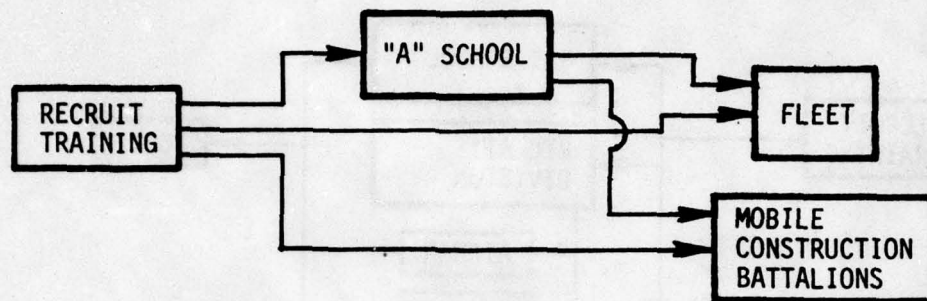 "A" SCHOOL
RECRUIT
TRAINING
FLEET
MOBILE
CONSTRUCTION
BATTALIONS